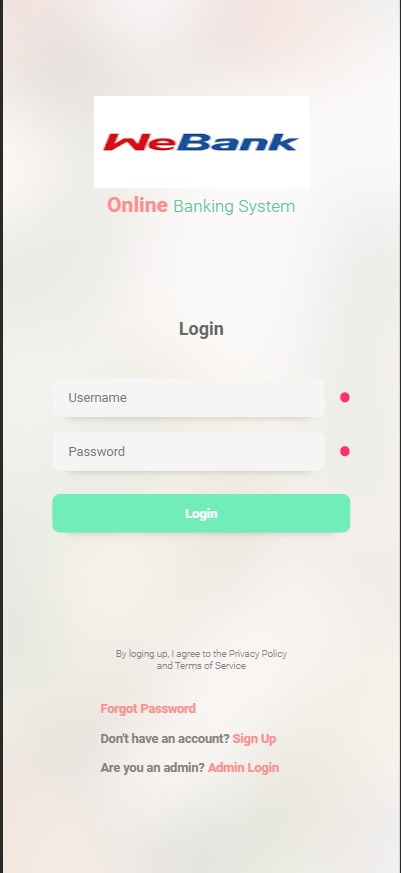 WeBank
Online Banking System
Login
Username
Password
Login
By loging up, I agree to the Privacy Policy
and Terms of Service
Forgot Password
Don't have an account? Sign Up
Are you an admin? Admin Login